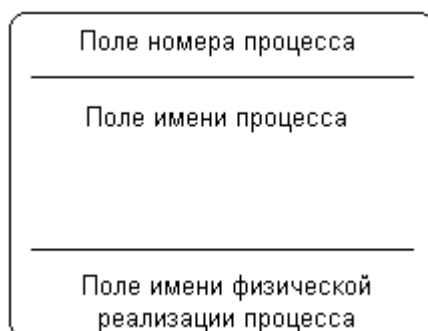 Поле номера процесса
Поле имени процесса
Поле имени физической
реализации процесса